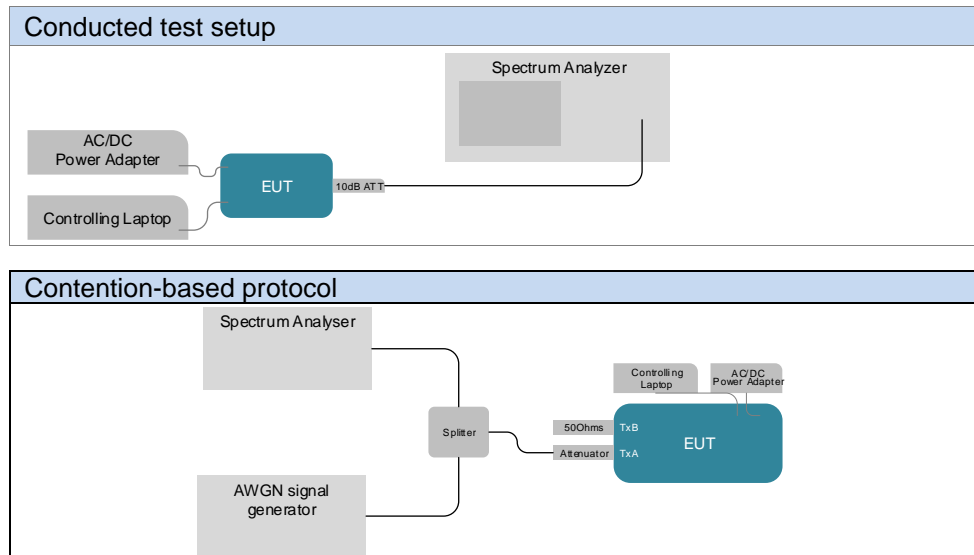 Conducted test setup
Spectrum Analyzer
AC/DC
Power Adapter
EUT
10dB ATT
Controlling Laptop
Contention-based protocol
Spectrum Analyser
Controlling
Laptop
AC/DC
Power Adapter
Splitter
50Ohms
TxB
EUT
Attenuator
TxA
AWGN signal
generator